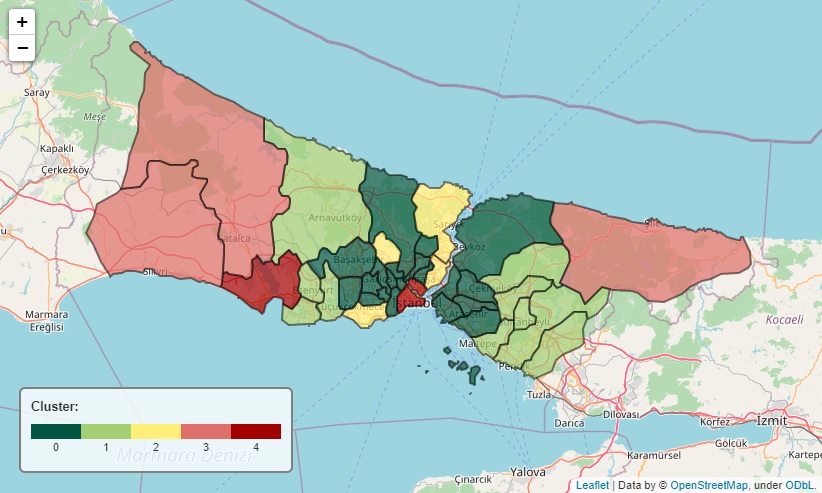 +
−
Saray
Meşe
Kapaklı
Çerkezköy
Arnavutköy
Sarıyer
Şile
Beykoz
Çatalca
Başakşehir
Silivri
Esenyurt
Çekmeköy
İstanbul
Ataşehir
Sultanbeyli
Marmara
Ereğlisi
Maltepe
Kocaeli
Pendik
Tuzla
Darıca
Dilovası
Körfez
İzmit
Gölcük
Kartepe
Karamürsel
Yalova
Çınarcık
Cluster:
0 1 2 3 4
Marmara Denizi
Leaflet | Data by © OpenStreetMap, under ODbL.